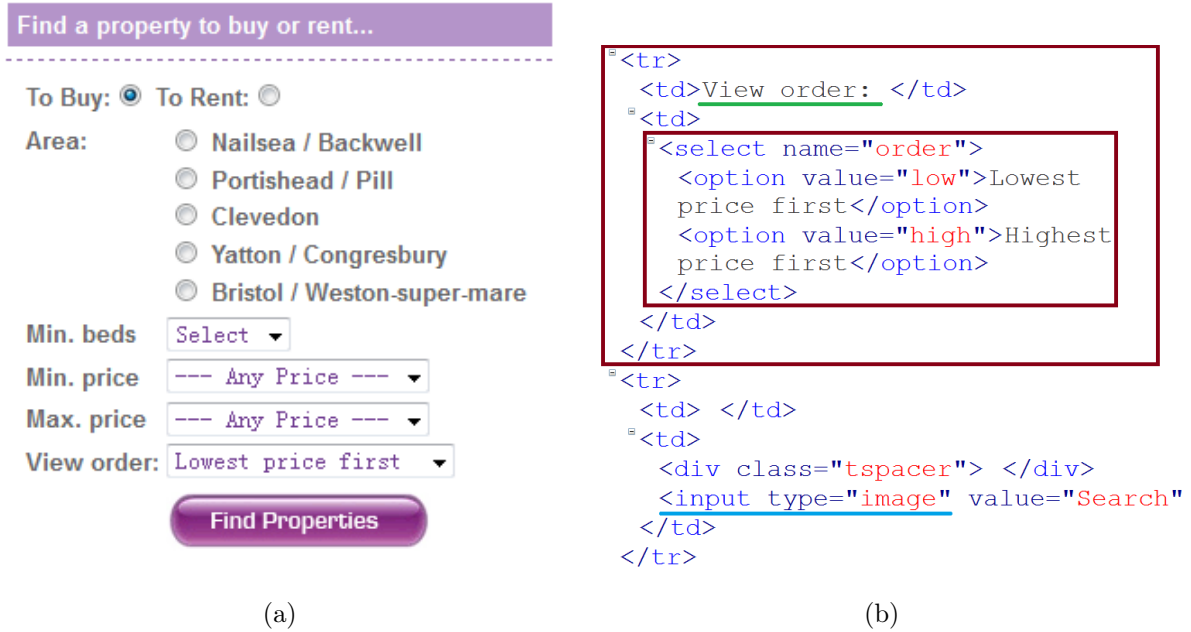 Find a property to buy or rent...
To Buy: To Rent:
Area: Nailsea / Backwell
Portishead / Pill
Clevedon
Yatton / Congresbury
Bristol / Weston-super-mare
Min. beds Select
Min. price --- Any Price ---
Max. price --- Any Price ---
View order: Lowest price first
Find Properties
(a)
<tr>
<td>View order: </td>
<td>
<select name="order">
<option value="low">Lowest
price first</option>
<option value="high">Highest
price first</option>
</select>
</td>
</tr>
<tr>
<td> </td>
<td>
<div class="tspacer"> </div>
<input type="image" value="Search"
</td>
</tr>
(b)